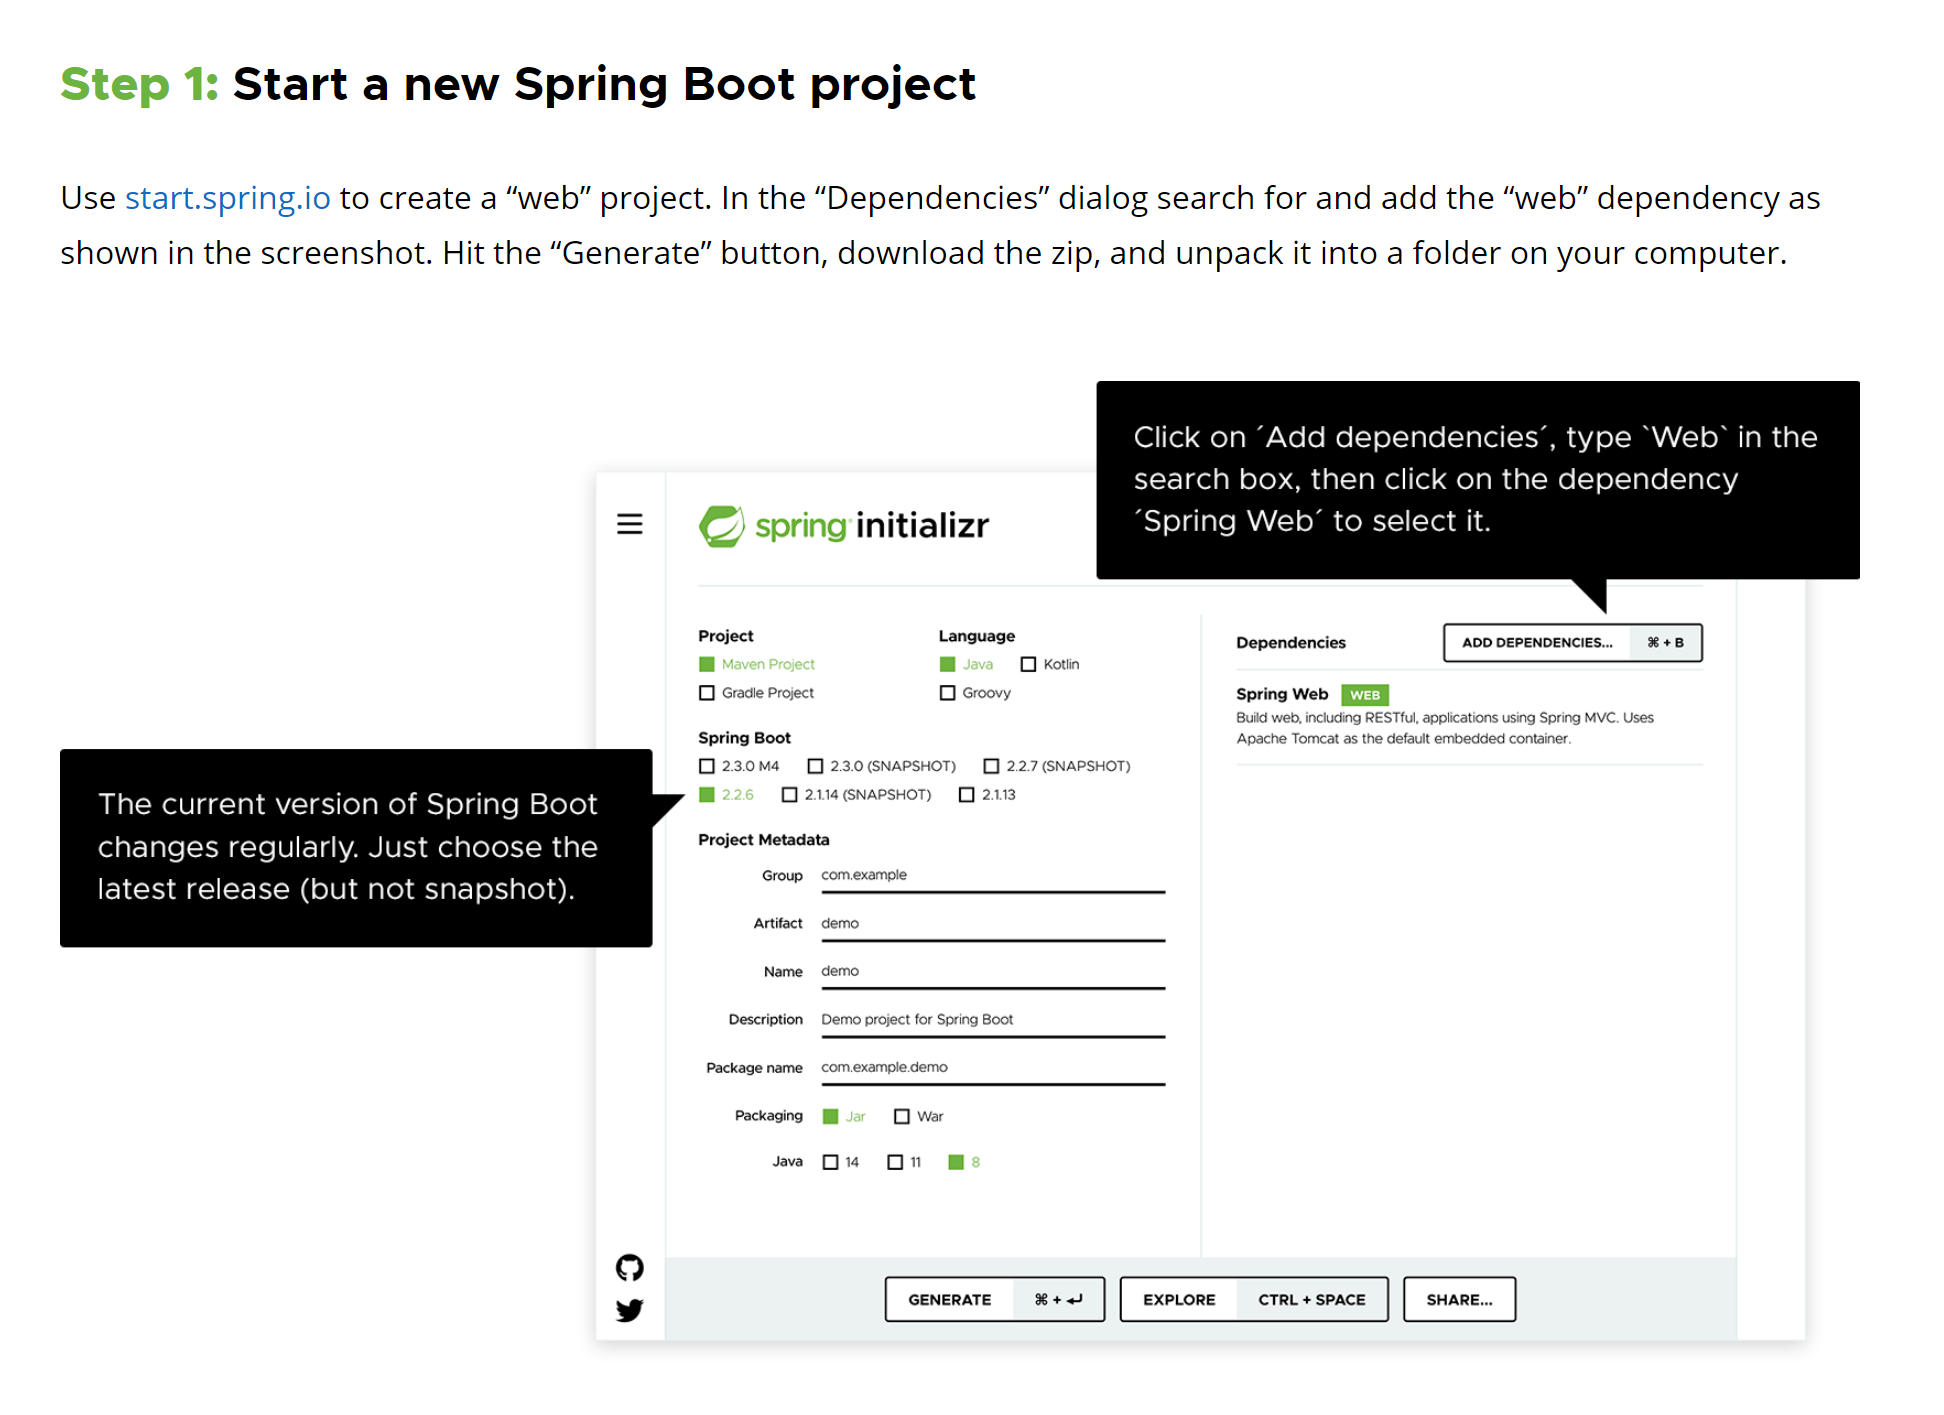 Step 1: Start a new Spring Boot project
Use start.spring.io to create a “web” project. In the “Dependencies” dialog search for and add the “web” dependency as
shown in the screenshot. Hit the “Generate” button, download the zip, and unpack it into a folder on your computer.
Click on ´Add dependencies´, type `Web` in the
search box, then click on the dependency
´Spring Web´ to select it.
spring initializr
Project
Maven Project
Gradle Project
Language
Java Kotlin
Groovy
Dependencies
ADD DEPENDENCIES... ⌘ + B
Spring Web WEB
Build web, including RESTful, applications using Spring MVC. Uses
Apache Tomcat as the default embedded container.
Spring Boot
2.3.0 M4 2.3.0 (SNAPSHOT) 2.2.7 (SNAPSHOT)
2.2.6 2.1.14 (SNAPSHOT) 2.1.13
The current version of Spring Boot
changes regularly. Just choose the
latest release (but not snapshot).
Project Metadata
Group com.example
Artifact demo
Name demo
Description Demo project for Spring Boot
Package name com.example.demo
Packaging Jar War
Java 14 11 8
GENERATE ⌘ + ↵
EXPLORE CTRL + SPACE
SHARE...